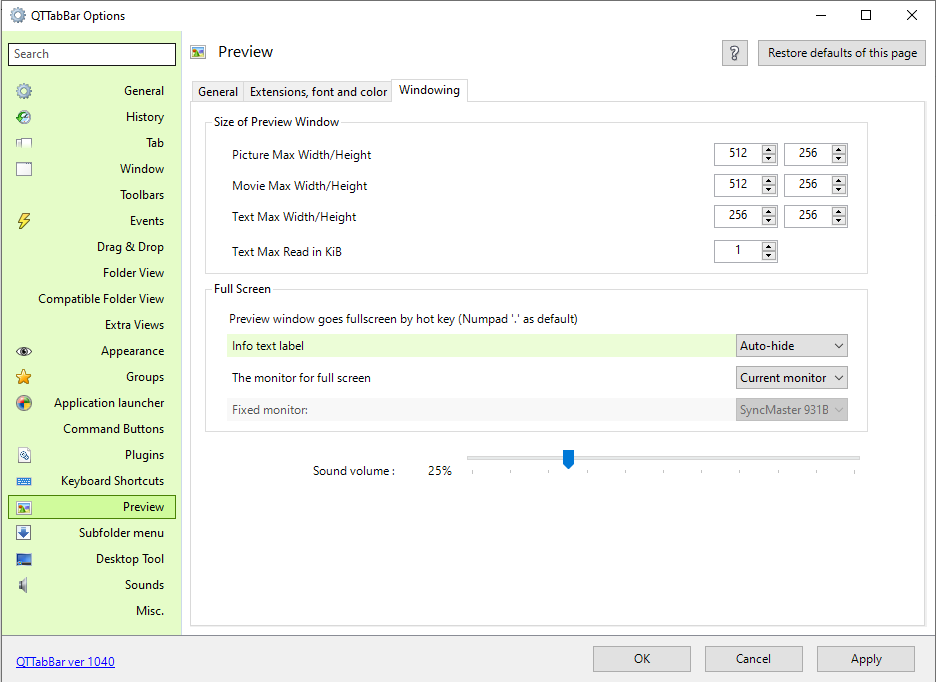 QTTabBar Options
Search
General
History
Tab
Window
Toolbars
Events
Drag & Drop
Folder View
Compatible Folder View
Extra Views
Appearance
Groups
Application launcher
Command Buttons
Plugins
Keyboard Shortcuts
Preview
Subfolder menu
Desktop Tool
Sounds
Misc.
Preview
? Restore defaults of this page
General Extensions, font and color Windowing
Size of Preview Window
Picture Max Width/Height 512 256
Movie Max Width/Height 512 256
Text Max Width/Height 256 256
Text Max Read in KiB 1
Full Screen
Preview window goes fullscreen by hot key (Numpad '.' as default)
Info text label Auto-hide
The monitor for full screen Current monitor
Fixed monitor: SyncMaster 931B
Sound volume : 25%
QTTabBar ver 1040
OK Cancel Apply